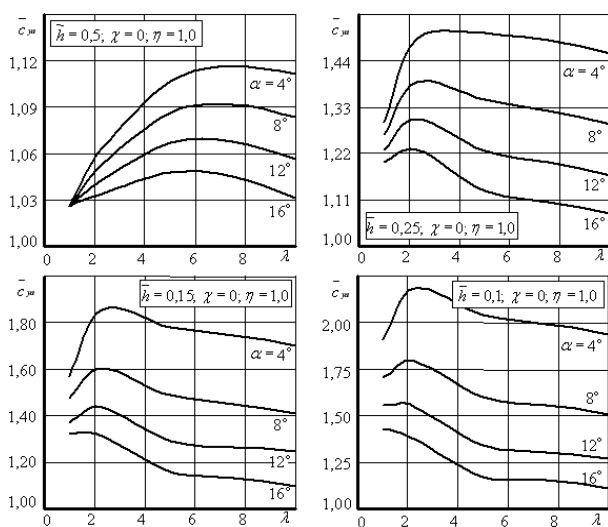 c̄ yа
h̄ = 0,5; χ = 0; η = 1,0
1,12
1,09
1,06
1,03
1,00
α = 4°
8°
12°
16°
0 2 4 6 8 λ
c̄ yа
1,44
1,33
1,22
1,11
1,00
α = 4°
8°
12°
16°
h̄ = 0,25; χ = 0; η = 1,0
0 2 4 6 8 λ
c̄ yа
h̄ = 0,15; χ = 0; η = 1,0
1,80
1,60
1,40
1,20
1,00
α = 4°
8°
12°
16°
0 2 4 6 8 λ
c̄ yа
h̄ = 0,1; χ = 0; η = 1,0
2,00
1,75
1,50
1,25
1,00
α = 4°
8°
12°
16°
0 2 4 6 8 λ